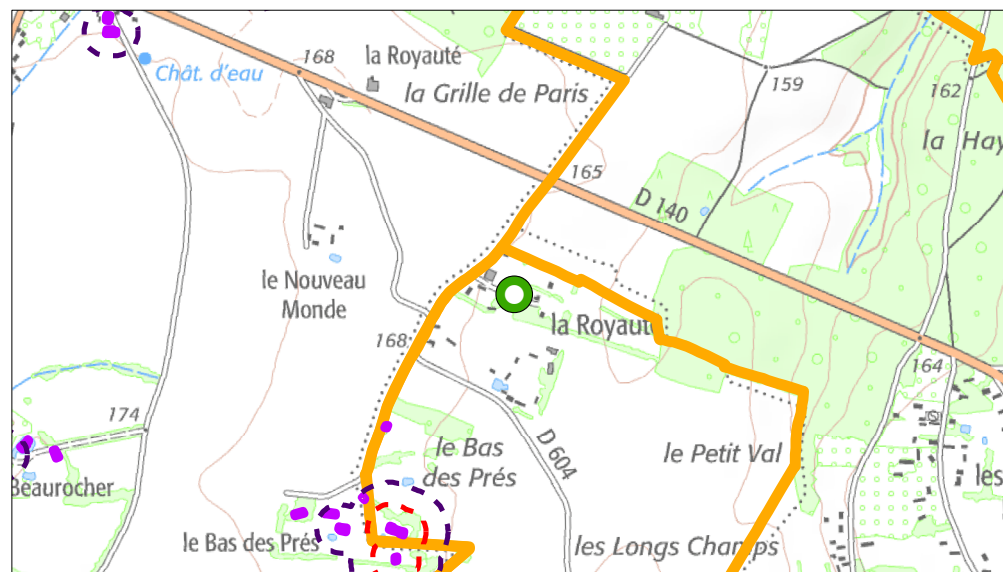 Chât. d'eau
168
la Royauté
la Grille de Paris
159
162
la Hay
165
D 140
le Nouveau
Monde
la Royaut
168
164
174
le Bas
des Prés
D 604
le Petit Val
les
Beaurocher
le Bas des Prés
les Longs Champs